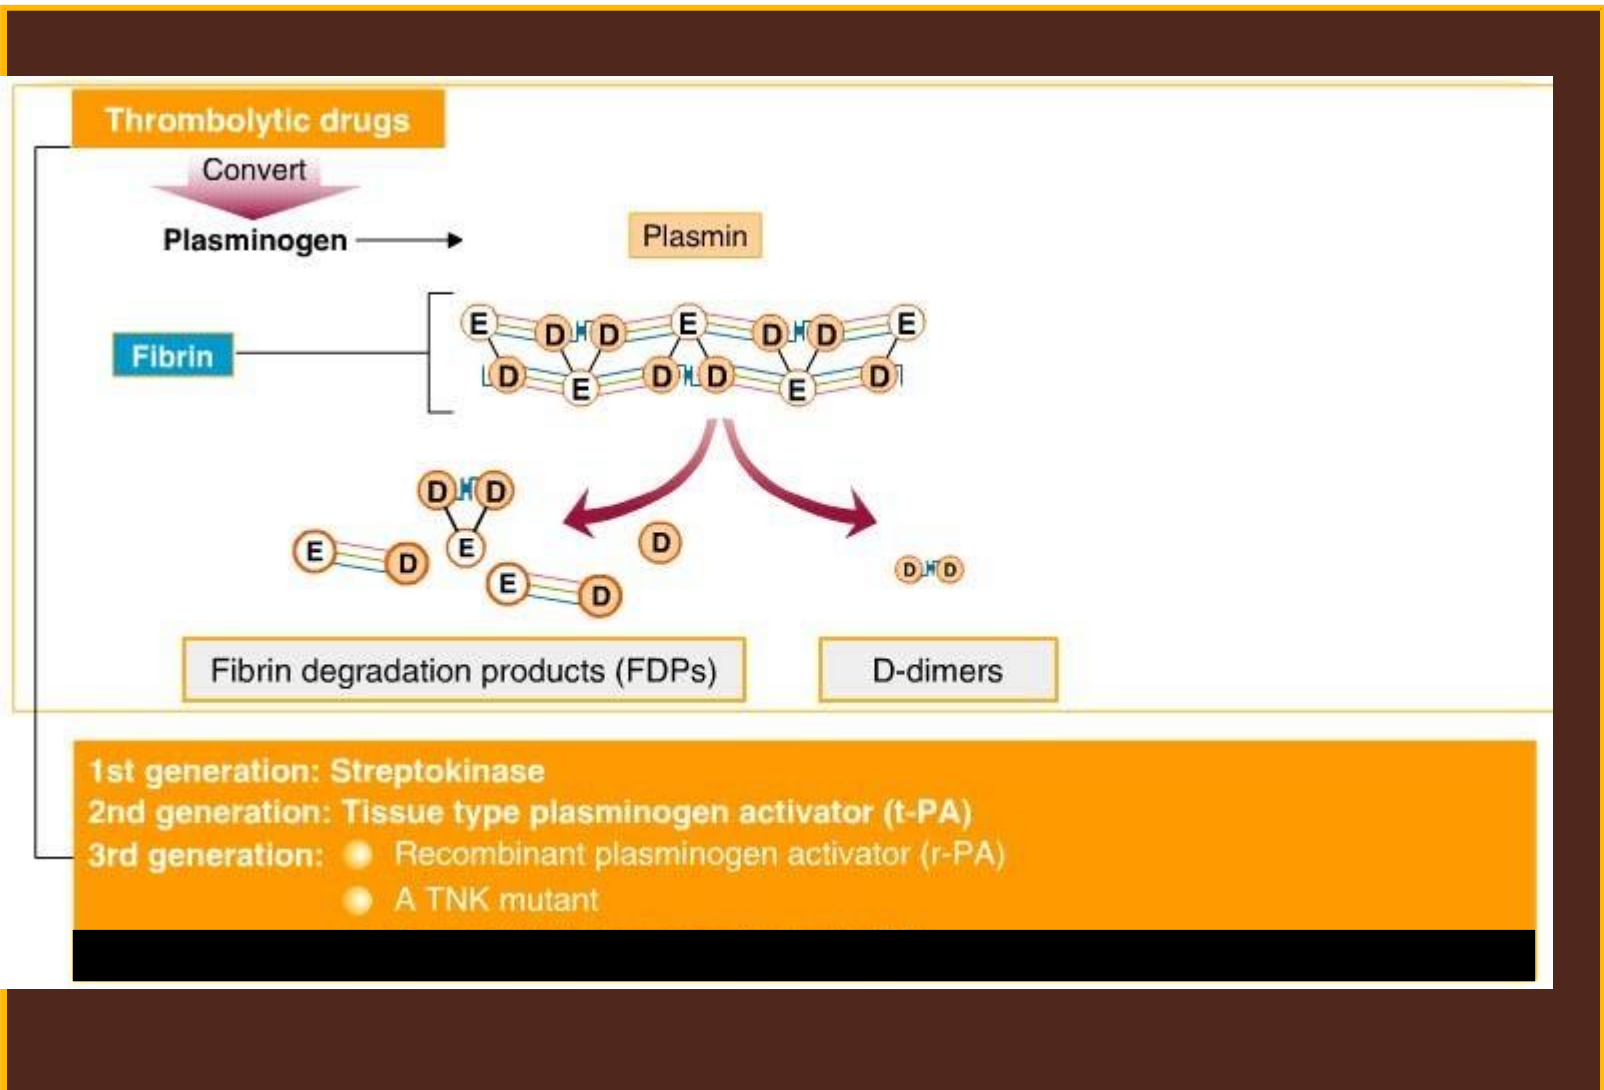 Thrombolytic drugs
Convert
Plasminogen
Plasmin
E D D E D D E
Fibrin
D E D D E D
D D
E D E D
E D
D D
Fibrin degradation products (FDPs)
D-dimers
1st generation: Streptokinase
2nd generation: Tissue type plasminogen activator (t-PA)
3rd generation: Recombinant plasminogen activator (r-PA)
A TNK mutant